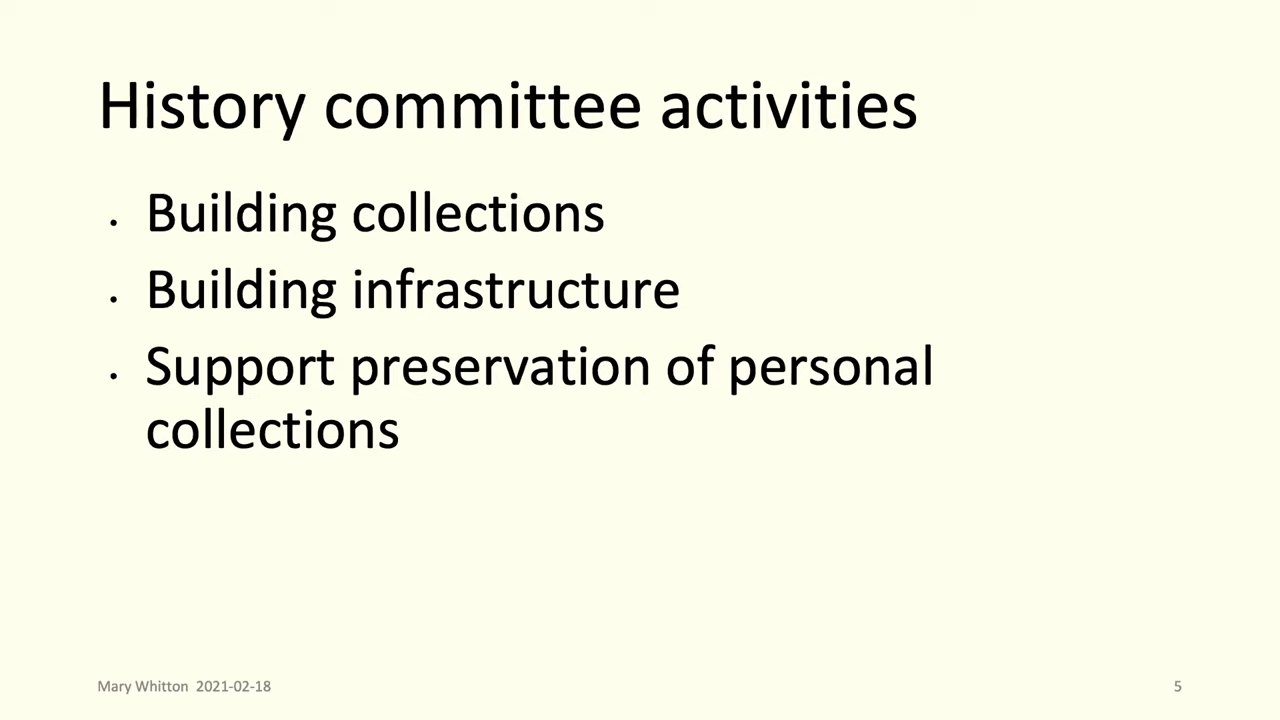 History committee activities
• Building collections
• Building infrastructure
• Support preservation of personal
collections
Mary Whitton 2021-02-18
5